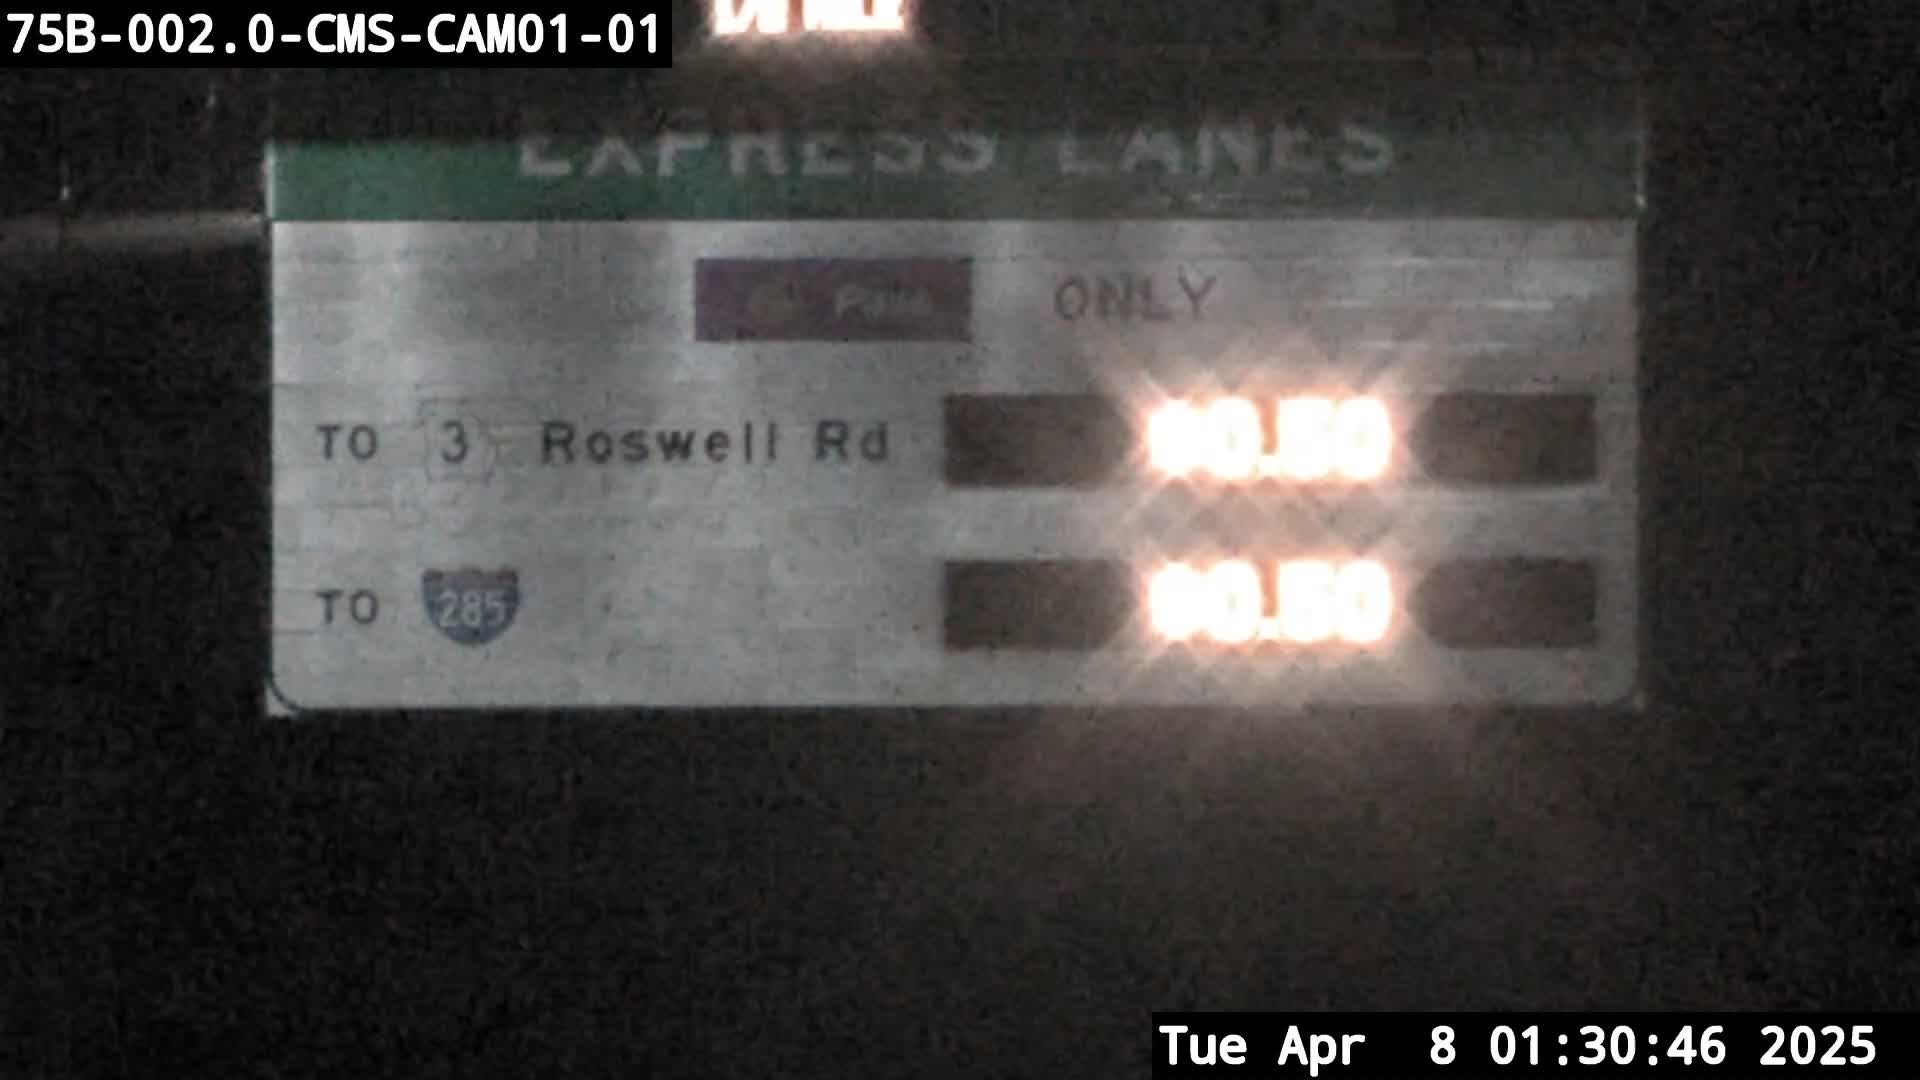 75B-002.0-CMS-CAM01-01
EXPRESS LANES
ONLY
TO 3 Roswell Rd $0.50
TO 285 $0.50
Tue Apr 8 01:30:46 2025